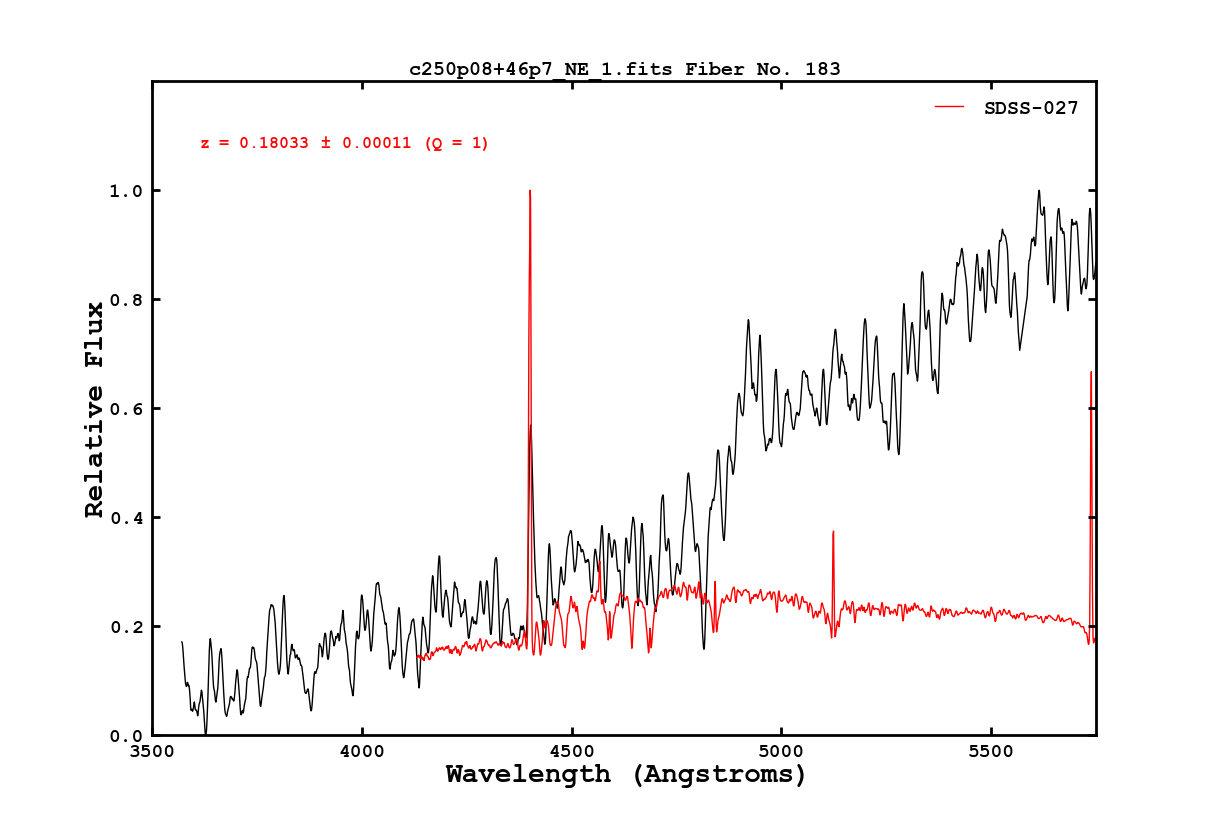 c250p08+46p7_NE_1.fits Fiber No. 183
SDSS-027
z = 0.18033 ± 0.00011 (Q = 1)
1.0
0.8
0.6
0.4
0.2
0.0
Relative Flux
3500 4000 4500 5000 5500
Wavelength (Angstroms)